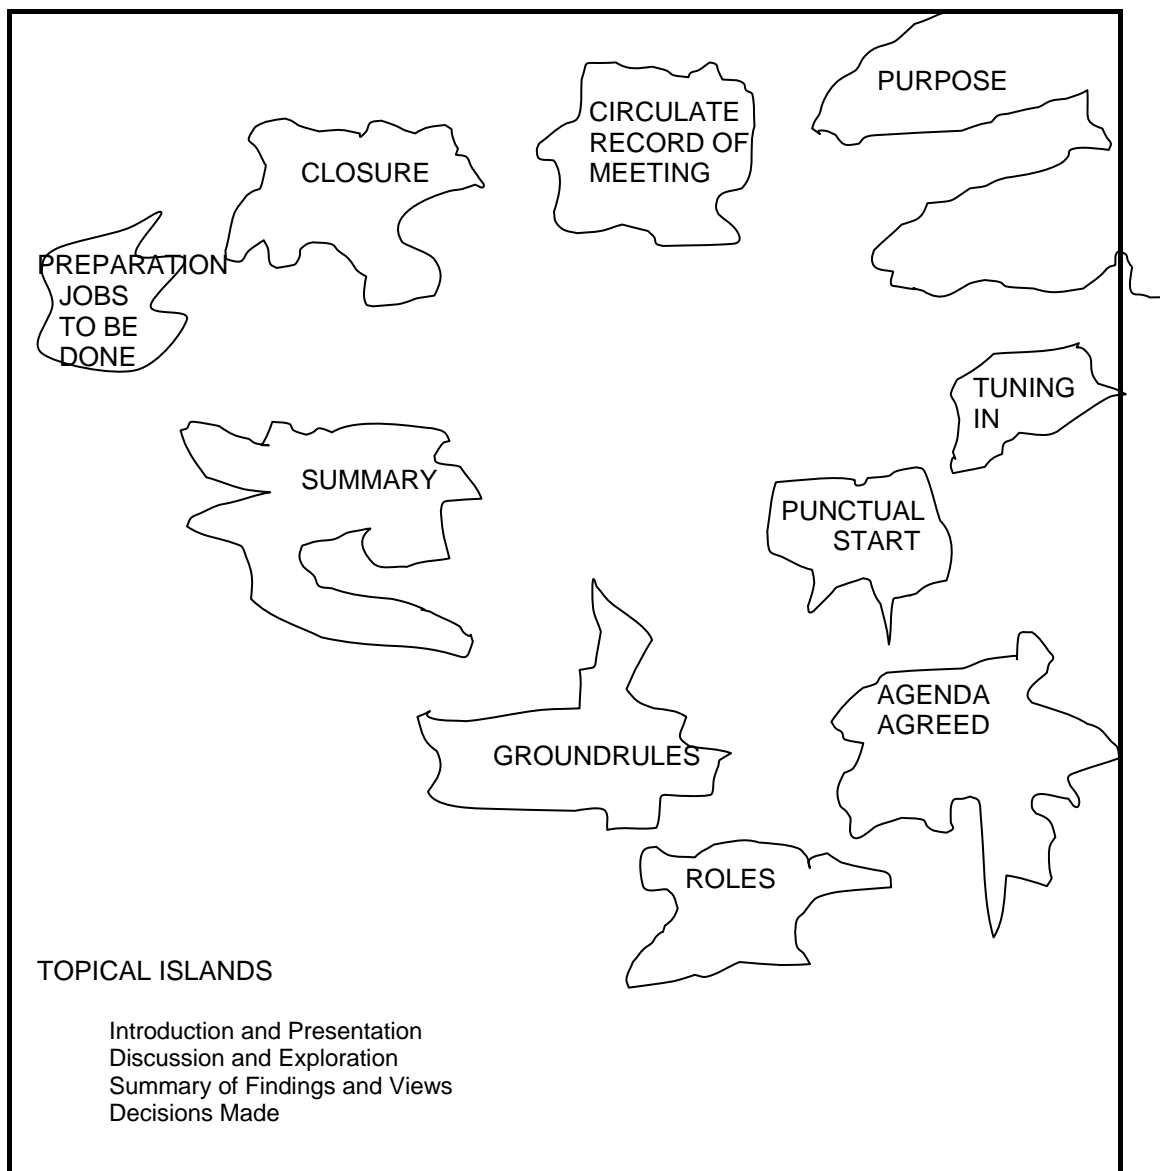 PURPOSE
CIRCULATE
RECORD OF
MEETING
CLOSURE
PREPARATION
JOBS
TO BE
DONE
TUNING
IN
SUMMARY
PUNCTUAL
START
AGENDA
AGREED
GROUNDRULES
ROLES
TOPICAL ISLANDS
Introduction and Presentation
Discussion and Exploration
Summary of Findings and Views
Decisions Made